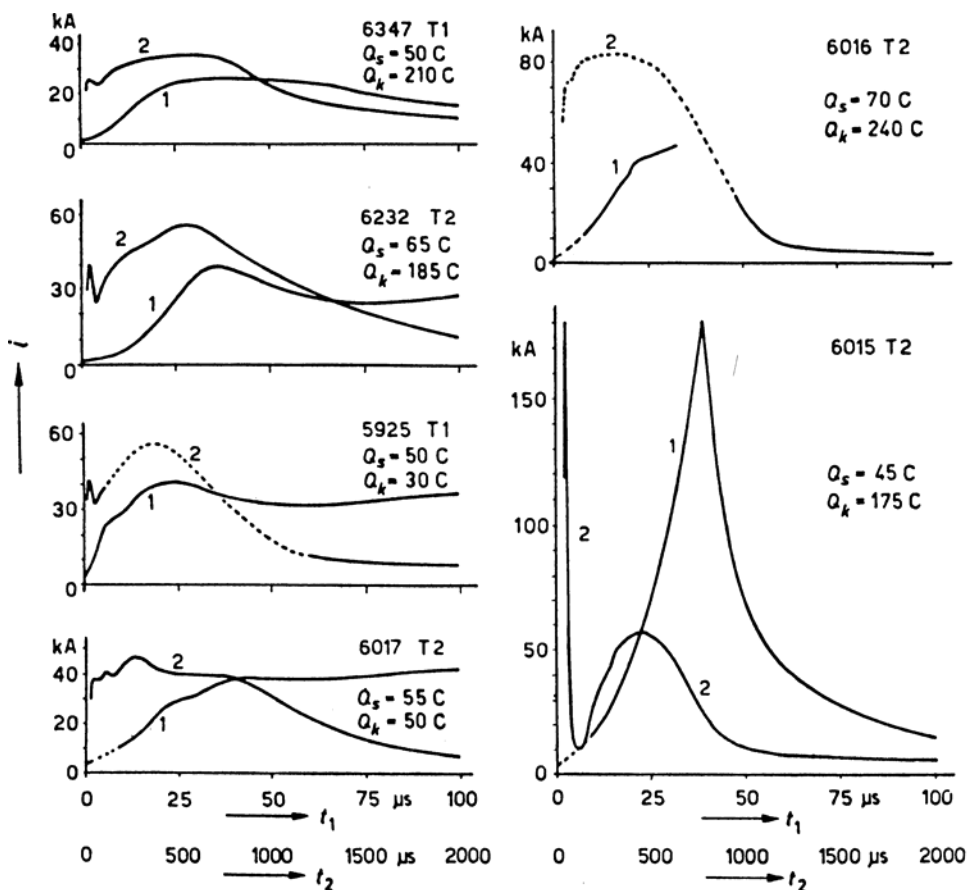 kA
40
20
0
2
1
6347 T1
Qs = 50 C
Qk = 210 C
60
30
0
2
1
6232 T2
Qs = 65 C
Qk = 185 C
60
30
0
2
1
5925 T1
Qs = 50 C
Qk = 30 C
kA
40
20
0
2
1
6017 T2
Qs = 55 C
Qk = 50 C
i
0 25 50 75 µs 100
t1
0 500 1000 µs 2000
t2
kA
80
40
0
2
1
6016 T2
Qs = 70 C
Qk = 240 C
kA
150
100
50
0
1
2
2
6015 T2
Qs = 45 C
Qk = 175 C
0 25 50 75 µs 100
t1
0 500 1000 µs 2000
t2